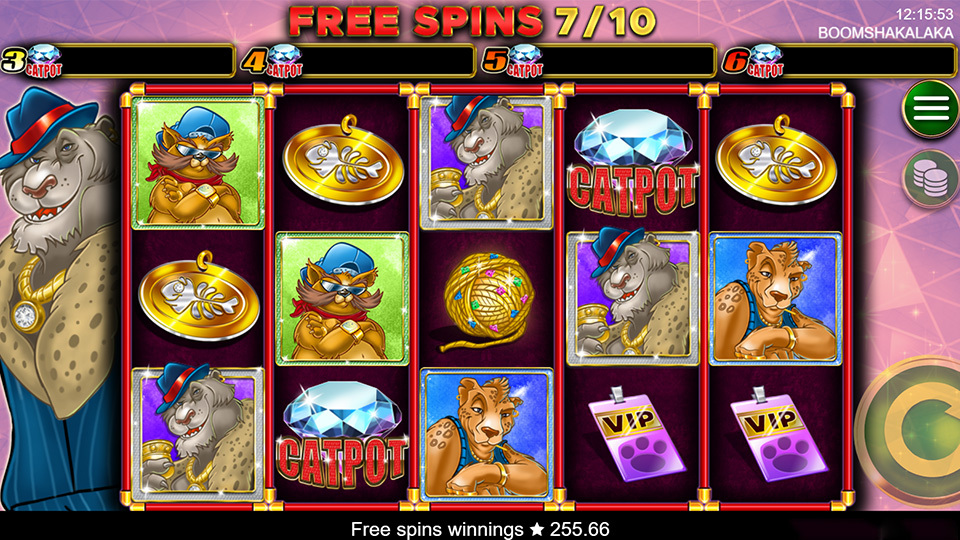 FREE SPINS 7/10
12:15:53
BOOMSHAKALAKA
3 CATPOT
4 CATPOT
5 CATPOT
6 CATPOT
CATPOT
CATPOT
VIP
VIP
Free spins winnings ★ 255.66